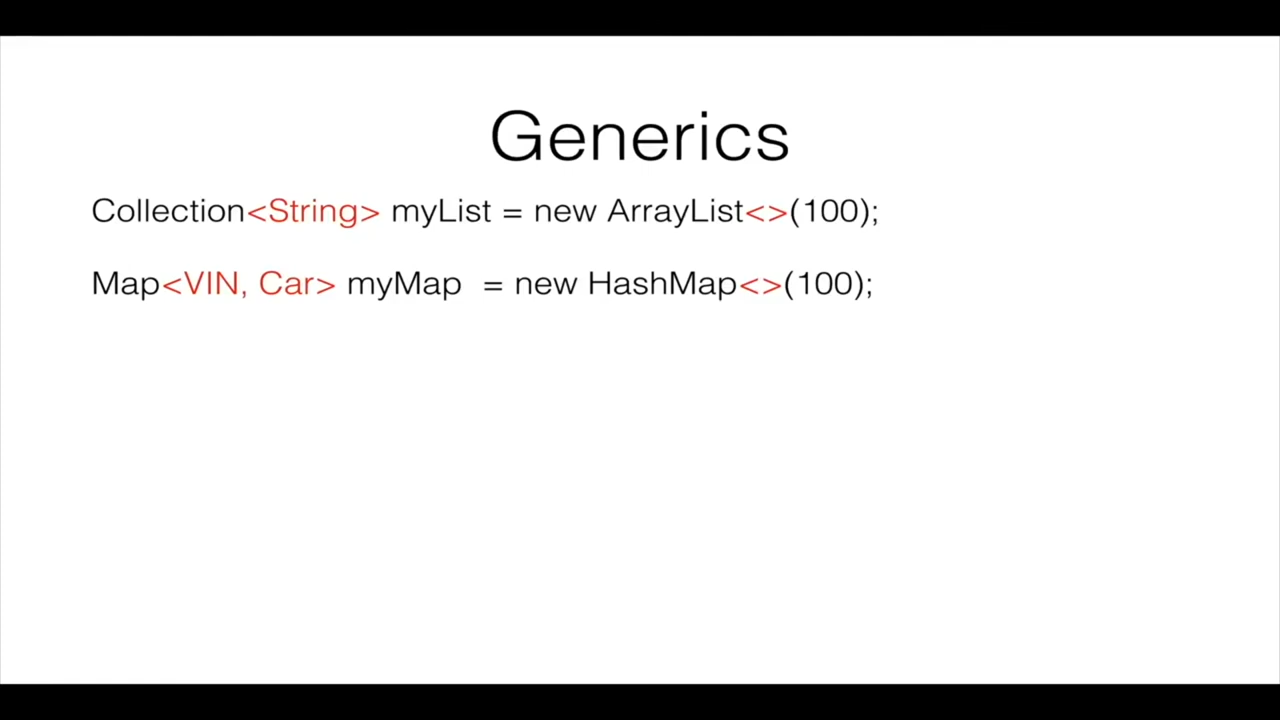 Generics
Collection<String> myList = new ArrayList<>(100);
Map<VIN, Car> myMap  = new HashMap<>(100);